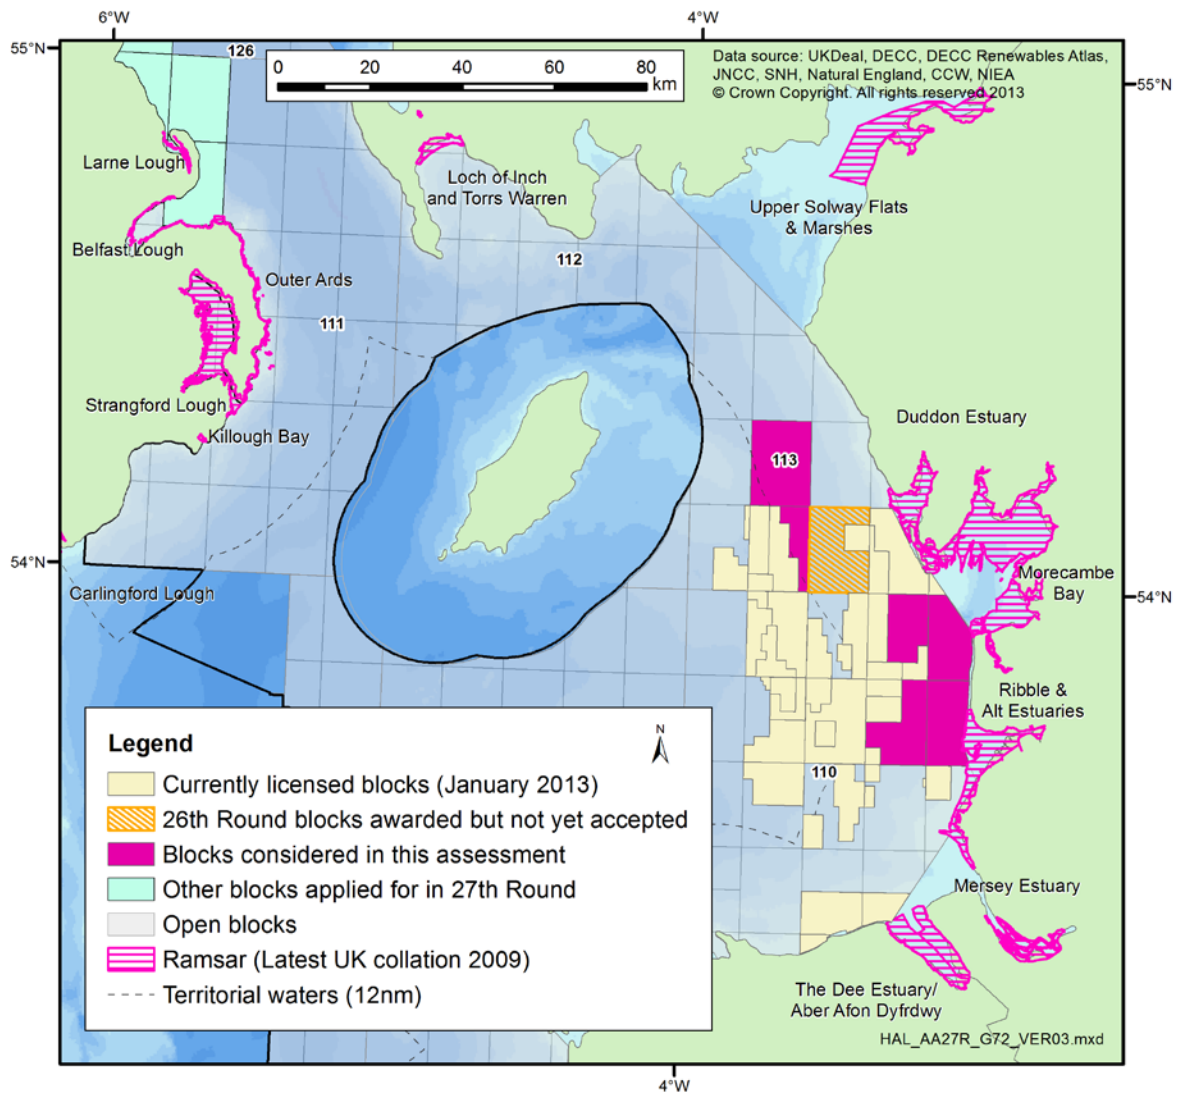 6°W
4°W
55°N
126
0 20 40 60 80
km
Data source: UKDeal, DECC, DECC Renewables Atlas,
JNCC, SNH, Natural England, CCW, NIEA
© Crown Copyright. All rights reserved 2013
55°N
Larne Lough
Loch of Inch
and Torrs Warren
Upper Solway Flats
& Marshes
Belfast Lough
112
Outer Ards
111
Strangford Lough
Duddon Estuary
Killough Bay
113
54°N
Morecambe
Bay
54°N
Carlingford Lough
Ribble &
Alt Estuaries
110
Legend
N
Currently licensed blocks (January 2013)
26th Round blocks awarded but not yet accepted
Blocks considered in this assessment
Other blocks applied for in 27th Round
Open blocks
Ramsar (Latest UK collation 2009)
Territorial waters (12nm)
Mersey Estuary
The Dee Estuary/
Aber Afon Dyfrdwy
HAL_AA27R_G72_VER03.mxd
4°W